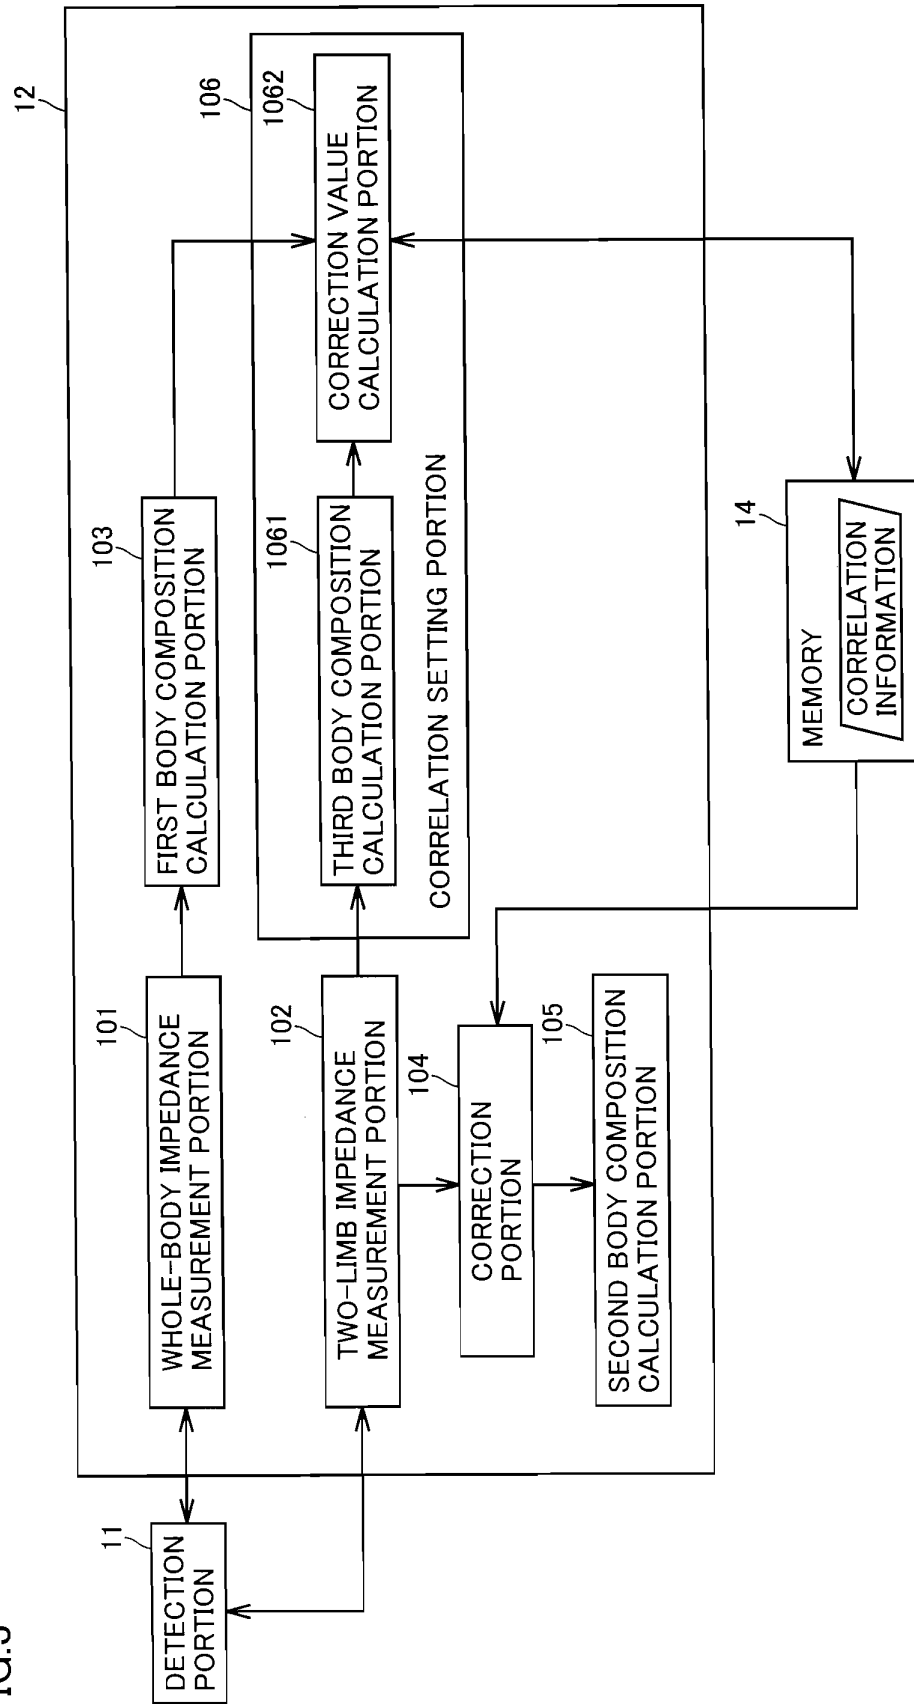 12
101
WHOLE-BODY IMPEDANCE
MEASUREMENT PORTION
103
FIRST BODY COMPOSITION
CALCULATION PORTION
106
11
DETECTION
PORTION
102
TWO-LIMB IMPEDANCE
MEASUREMENT PORTION
1061
THIRD BODY COMPOSITION
CALCULATION PORTION
1062
CORRECTION VALUE
CALCULATION PORTION
CORRELATION SETTING PORTION
104
CORRECTION
PORTION
105
SECOND BODY COMPOSITION
CALCULATION PORTION
14
MEMORY
CORRELATION
INFORMATION